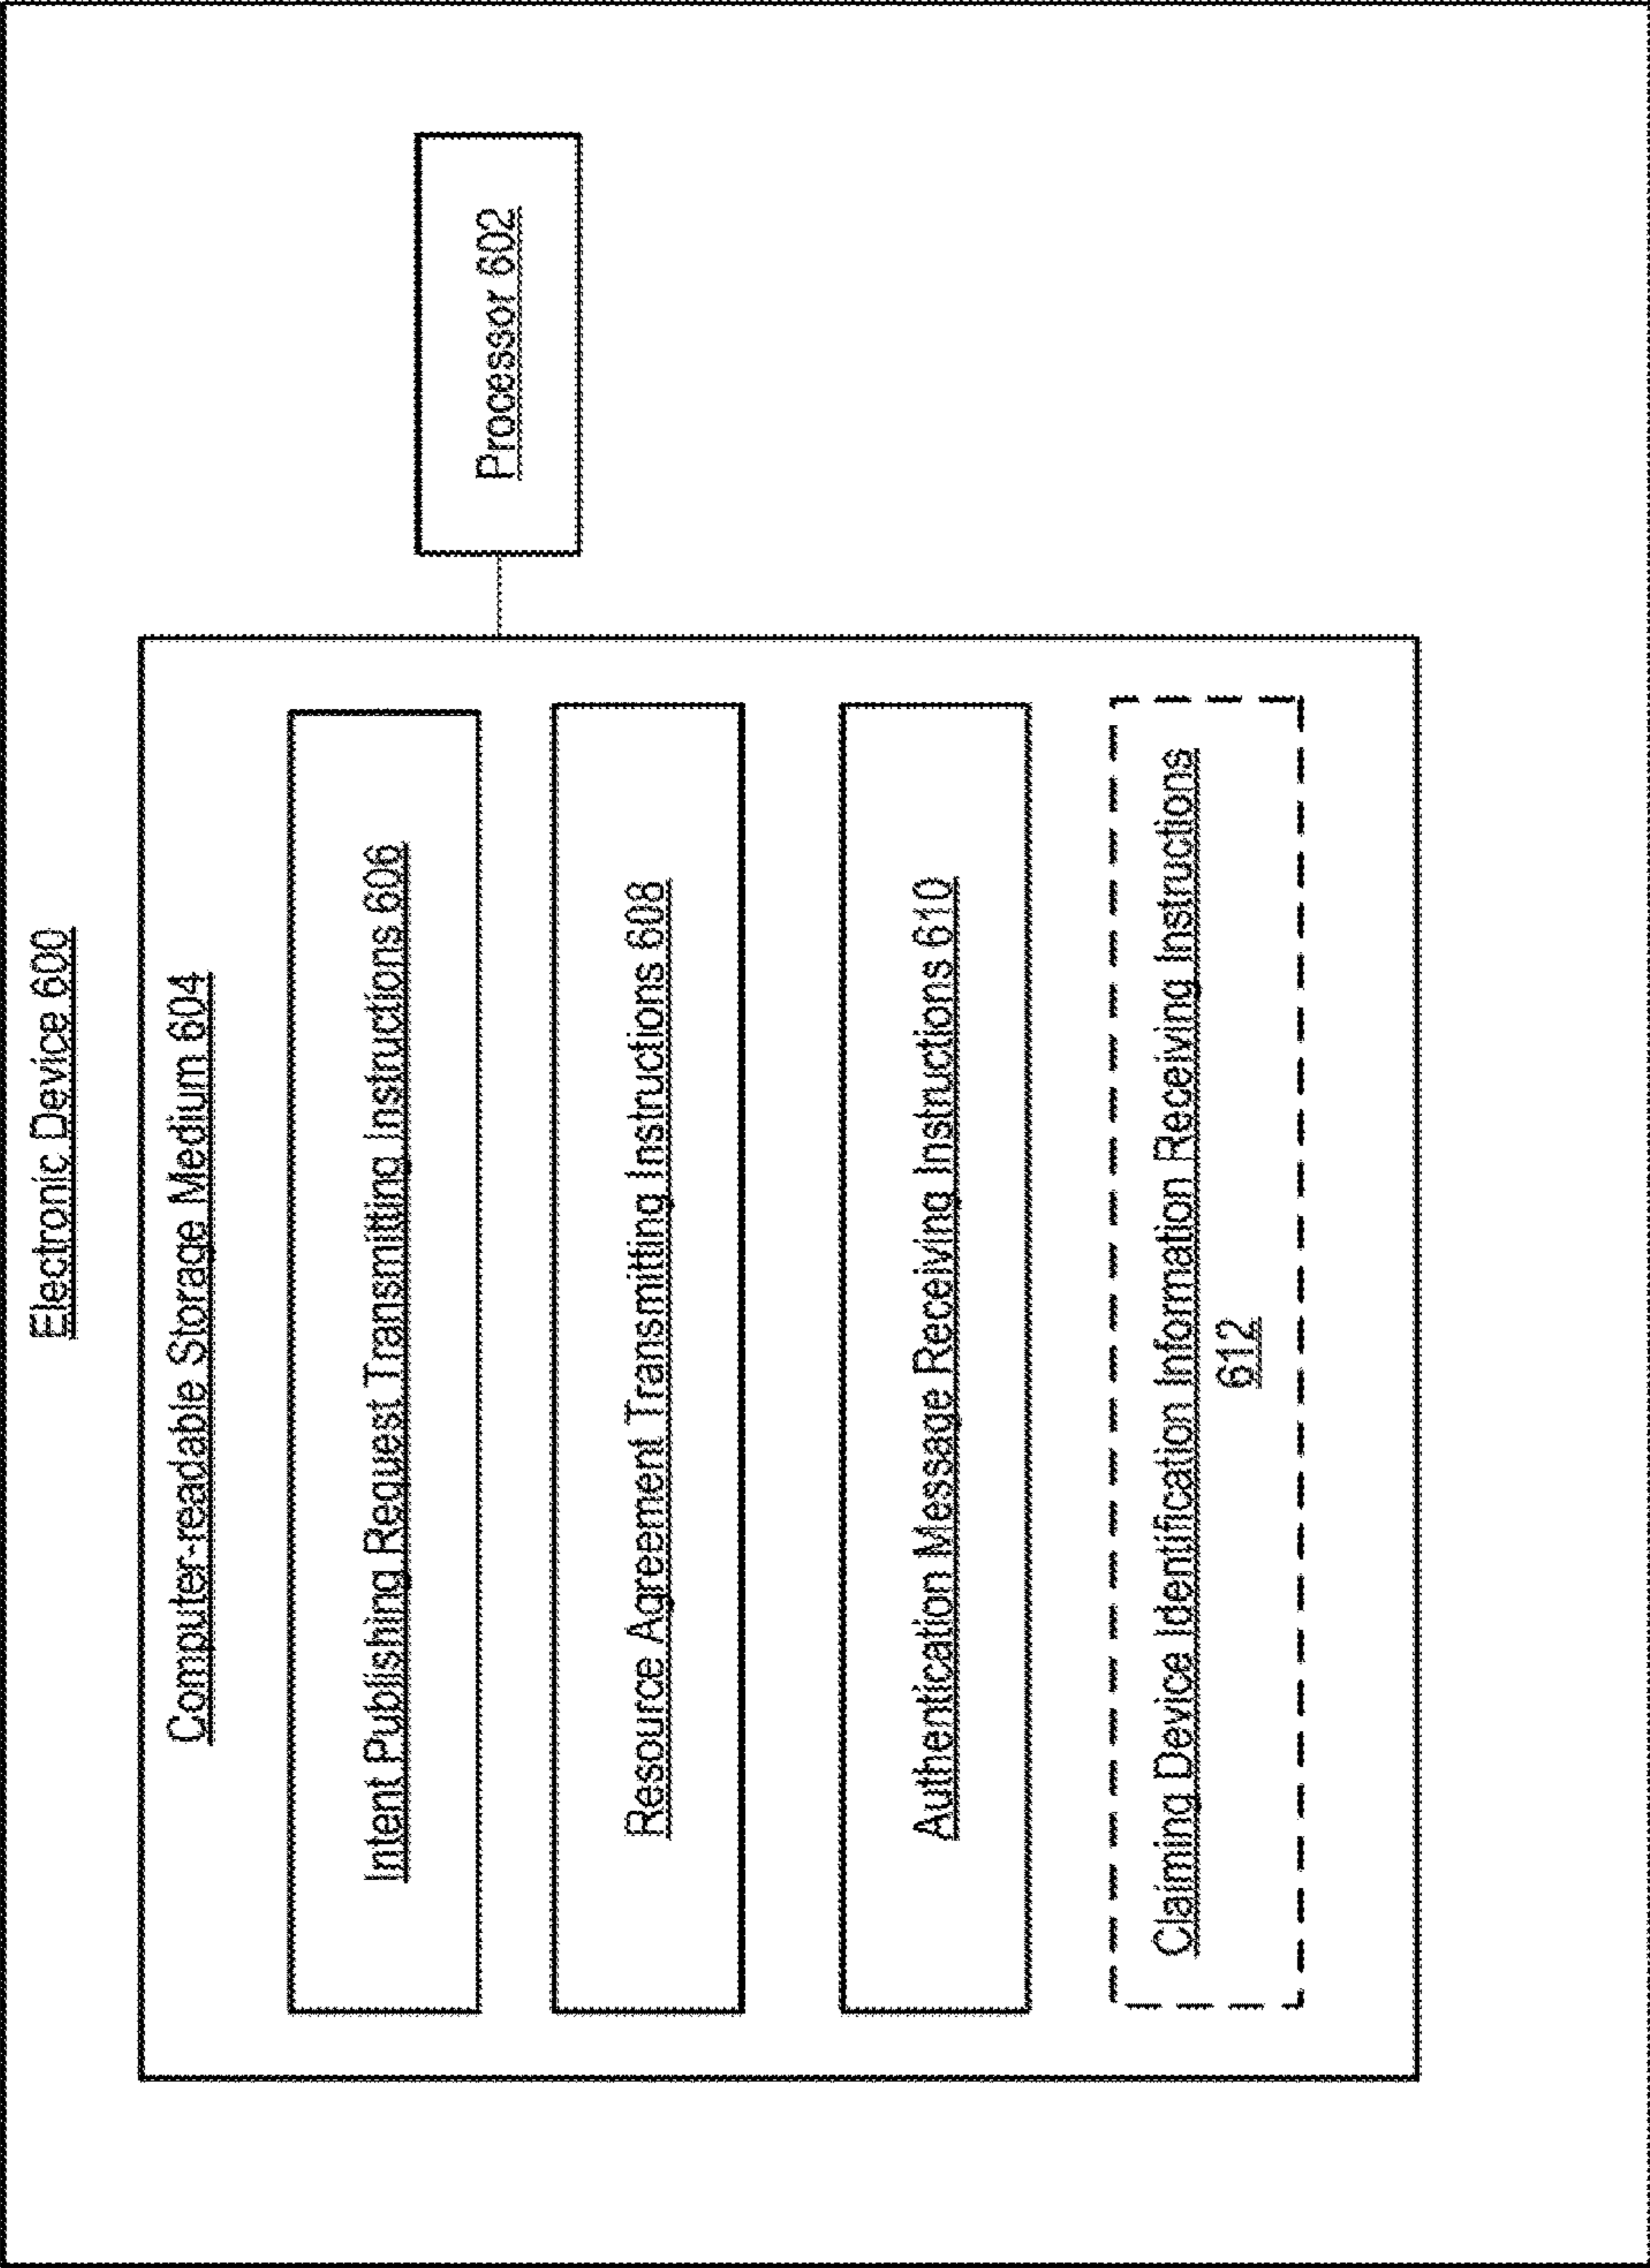 Electronic Device 600
Computer-readable Storage Medium 604
Intent Publishing Request Transmitting Instructions 606
Resource Agreement Transmitting Instructions 608
Authentication Message Receiving Instructions 610
Claiming Device Identification Information Receiving Instructions
612
Processor 602